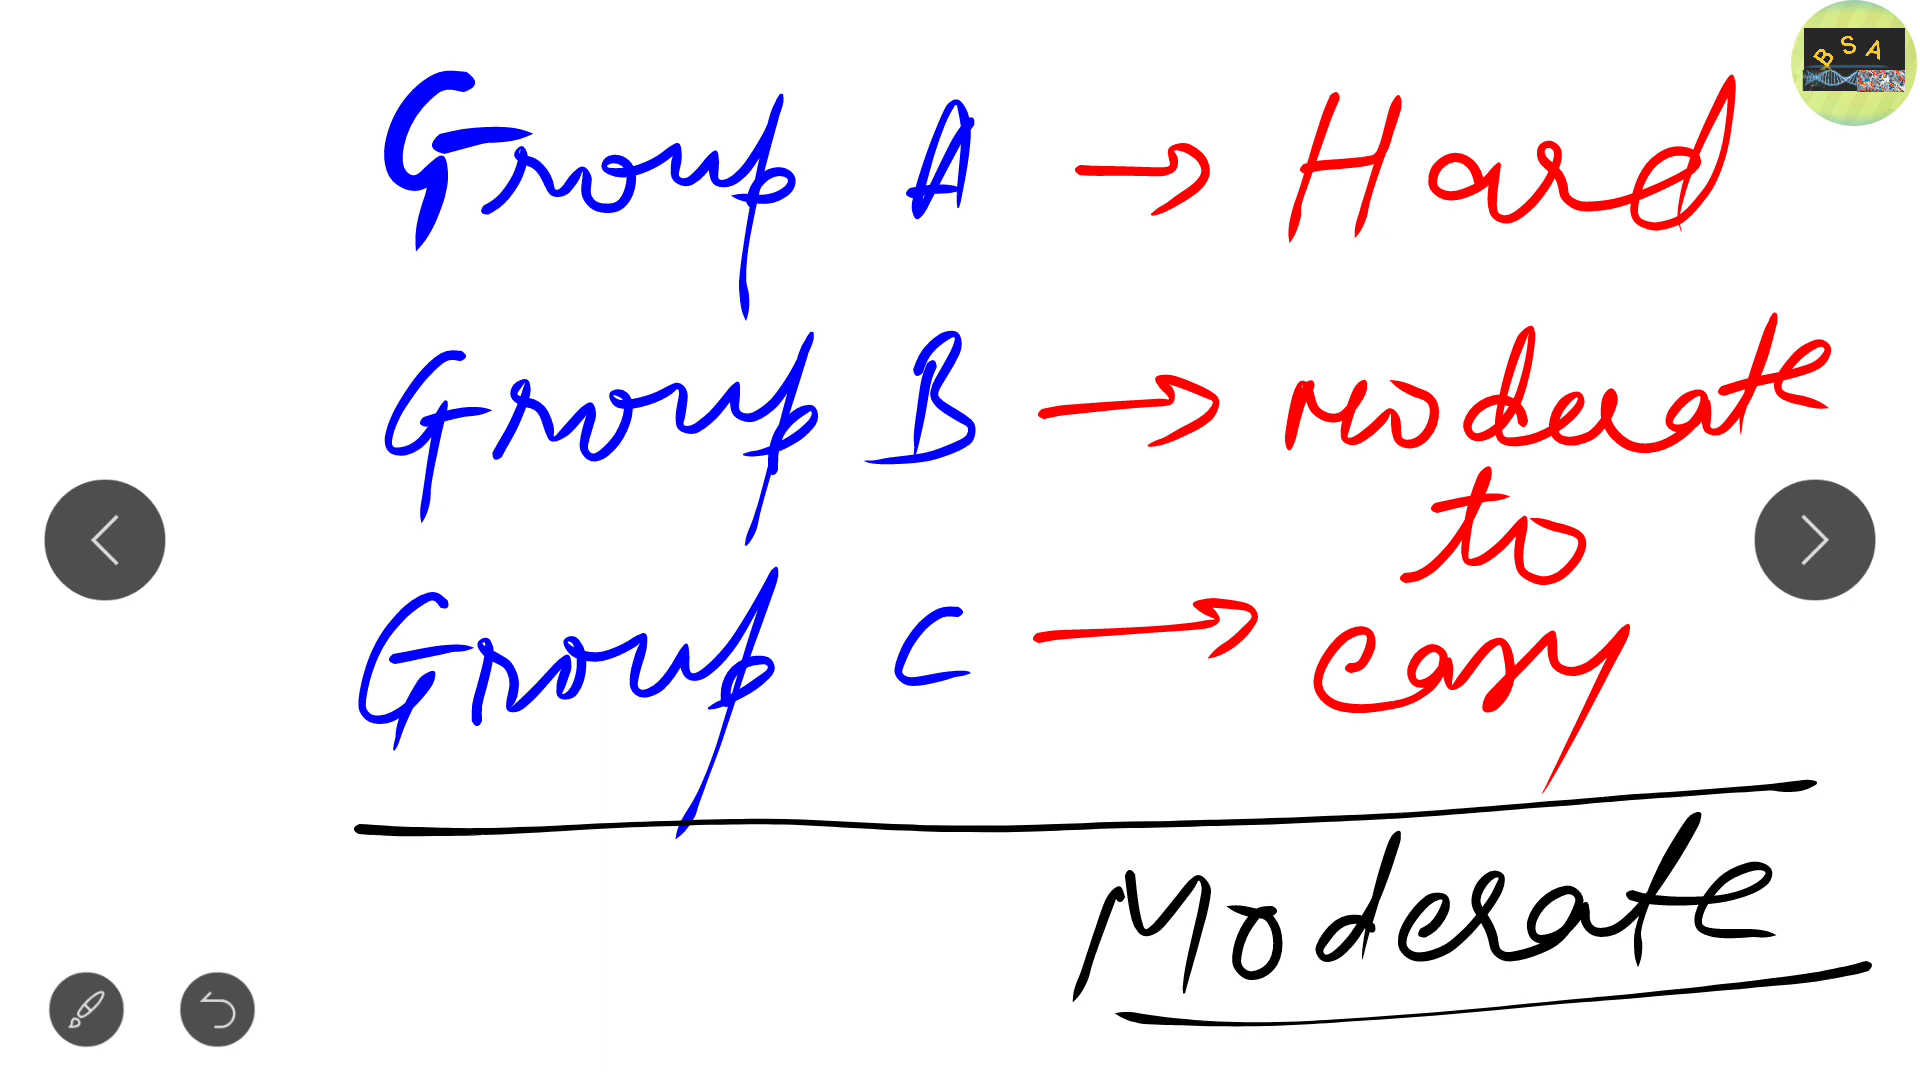 BSA
Group A → Hard
Group B → Moderate
to
Group C → easy
Moderate